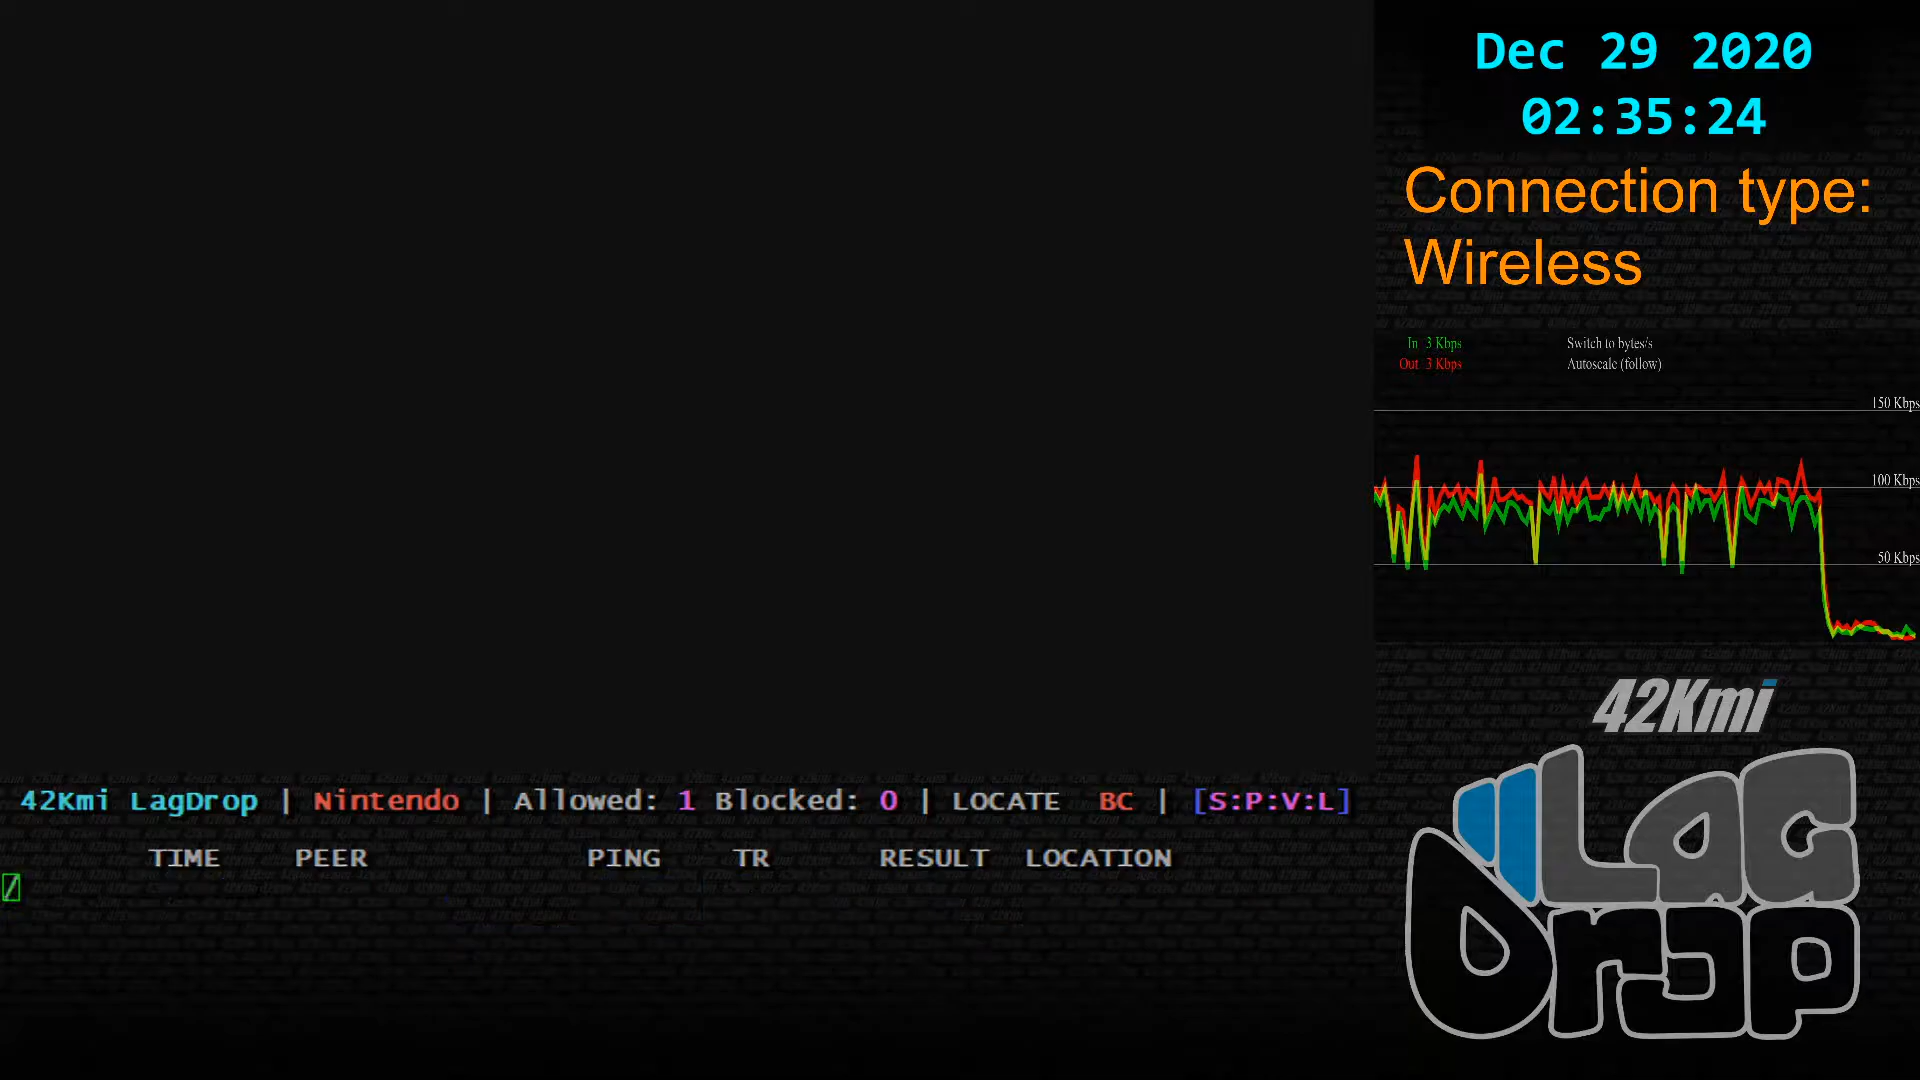 Dec 29 2020
02:35:24
Connection type:
Wireless
In 3 Kbps
Switch to bytes/s
Out 3 Kbps
Autoscale (follow)
150 Kbps
100 Kbps
50 Kbps
42Kmi
LAG
Drop
42Kmi LagDrop | Nintendo | Allowed: 1 Blocked: 0 | LOCATE BC | [S:P:V:L]
TIME PEER PING TR RESULT LOCATION